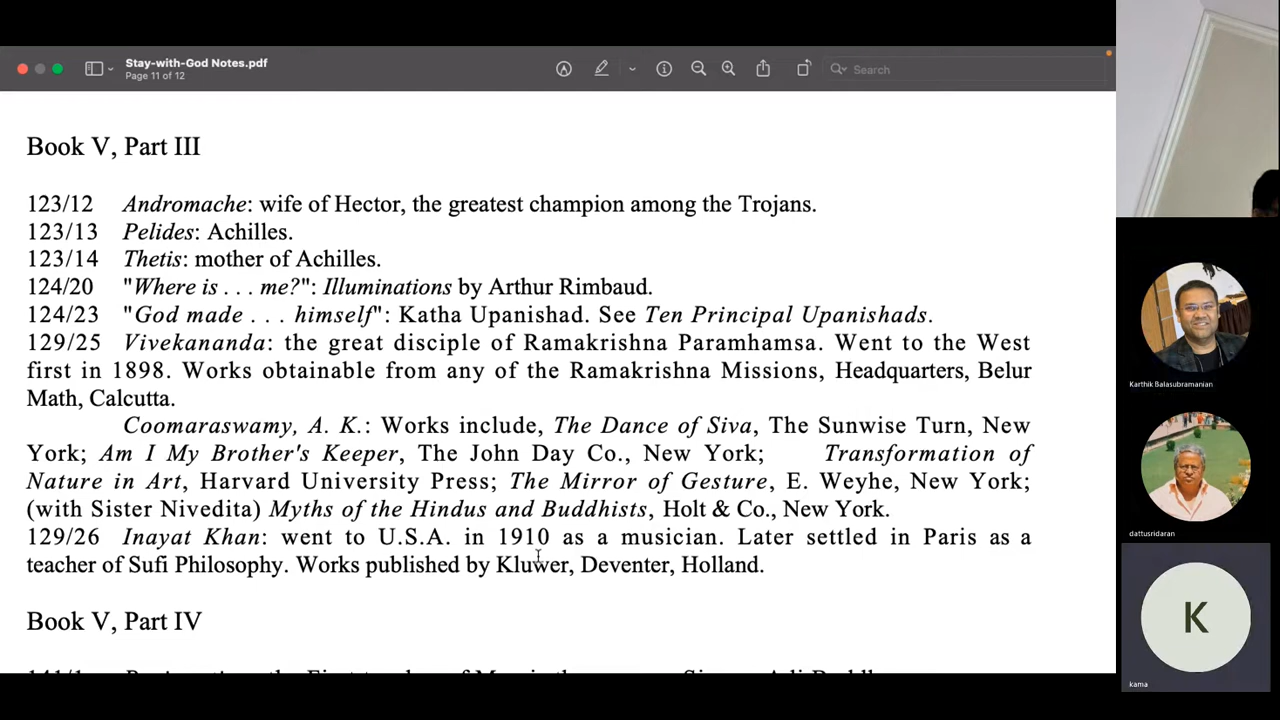 Stay-with-God Notes.pdf
Page 11 of 12
Search
Book V, Part III
123/12 Andromache: wife of Hector, the greatest champion among the Trojans.
123/13 Pelides: Achilles.
123/14 Thetis: mother of Achilles.
124/20 "Where is . . . me?": Illuminations by Arthur Rimbaud.
124/23 "God made . . . himself": Katha Upanishad. See Ten Principal Upanishads.
129/25 Vivekananda: the great disciple of Ramakrishna Paramhamsa. Went to the West
first in 1898. Works obtainable from any of the Ramakrishna Missions, Headquarters, Belur
Math, Calcutta.
Coomaraswamy, A. K.: Works include, The Dance of Siva, The Sunwise Turn, New
York; Am I My Brother's Keeper, The John Day Co., New York; Transformation of
Nature in Art, Harvard University Press; The Mirror of Gesture, E. Weyhe, New York;
(with Sister Nivedita) Myths of the Hindus and Buddhists, Holt & Co., New York.
129/26 Inayat Khan: went to U.S.A. in 1910 as a musician. Later settled in Paris as a
teacher of Sufi Philosophy. Works published by Kluwer, Deventer, Holland.
Book V, Part IV
Karthik Balasubramanian
dattusridaran
K
kama